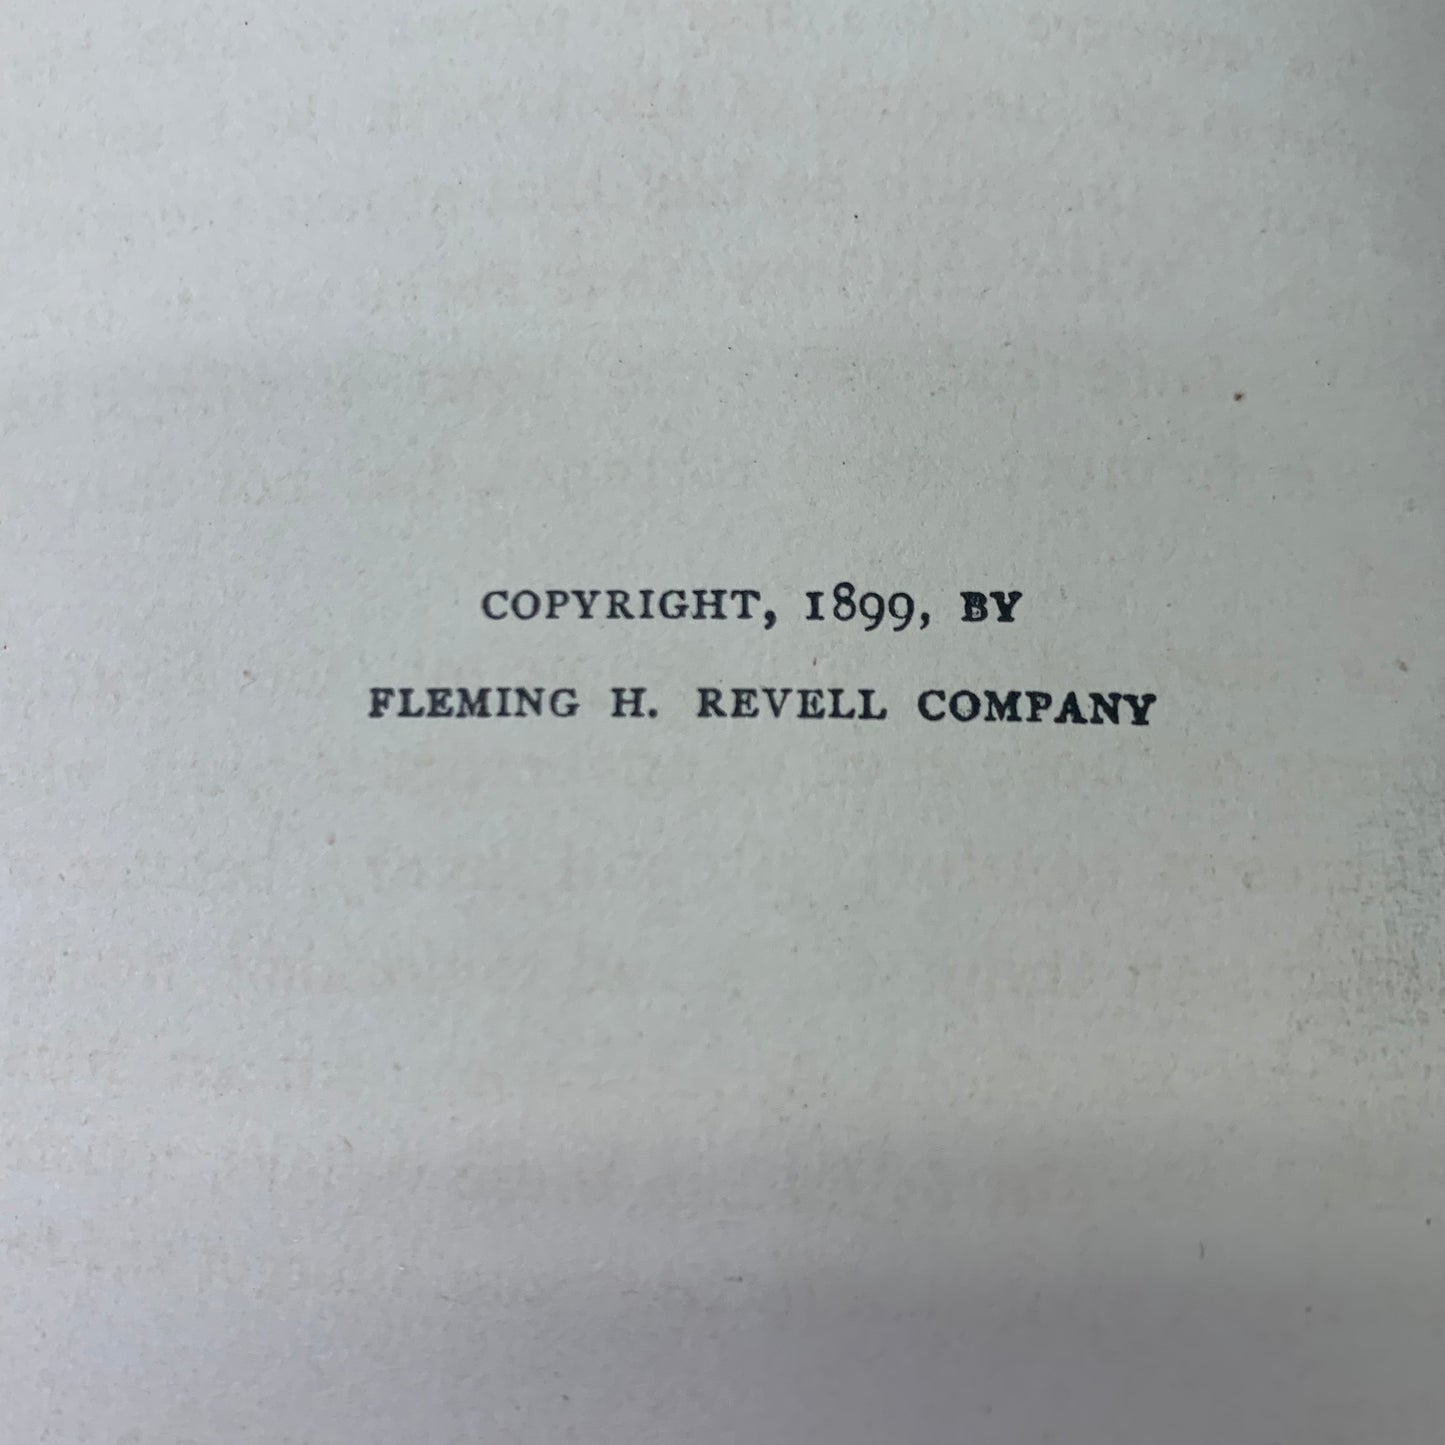 COPYRIGHT, 1899, BY
FLEMING H. REVELL COMPANY